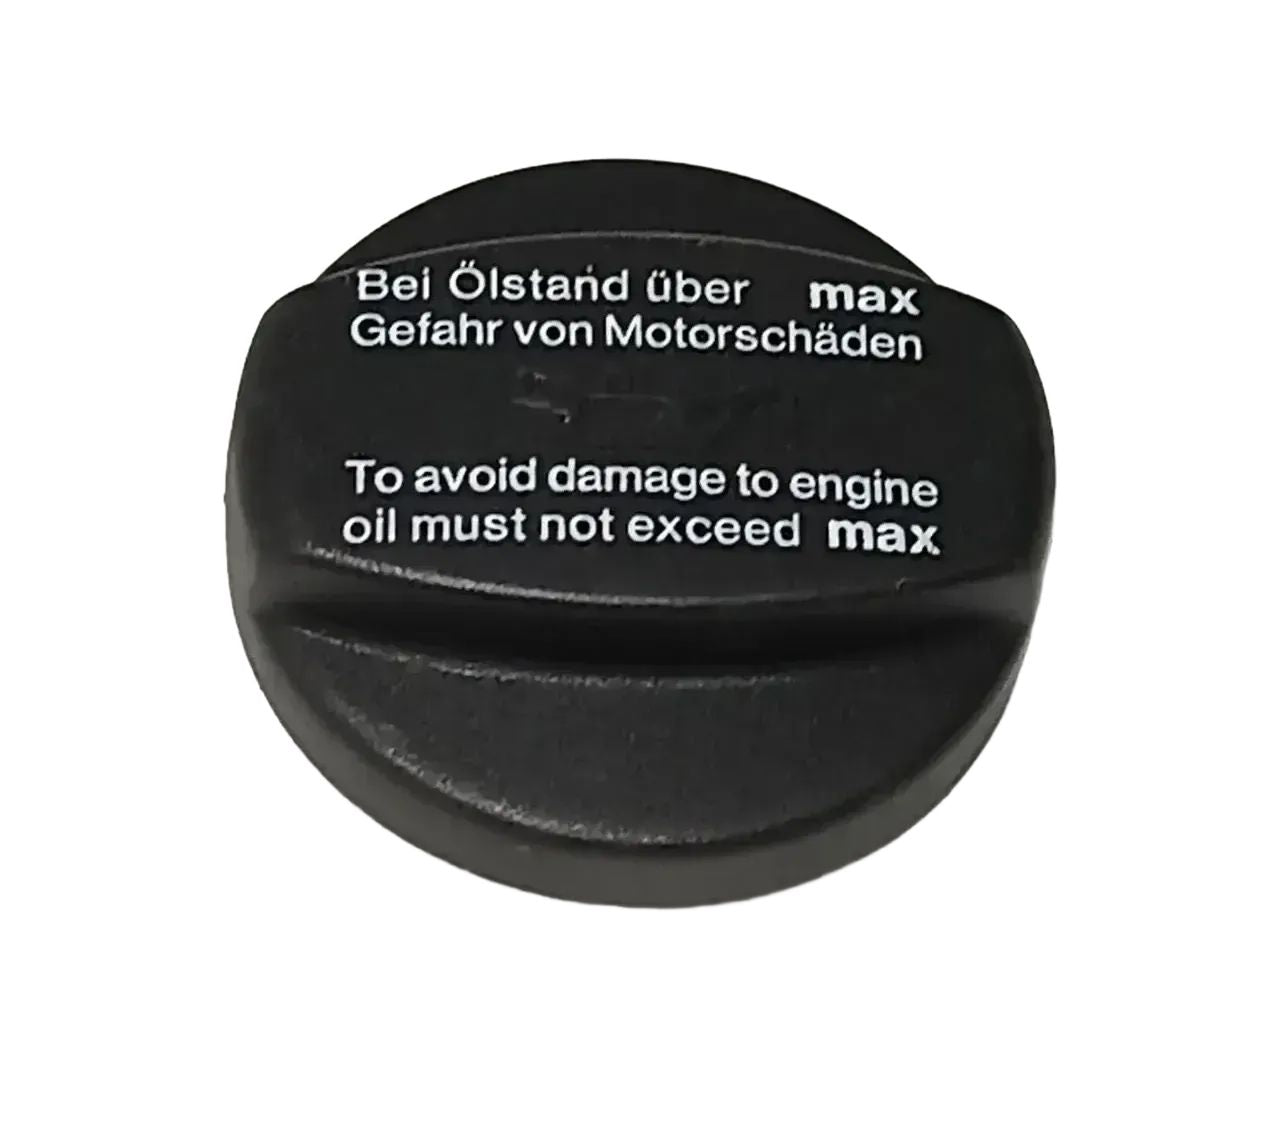 Bei Ölstand über max
Gefahr von Motorschäden
To avoid damage to engine
oil must not exceed max.